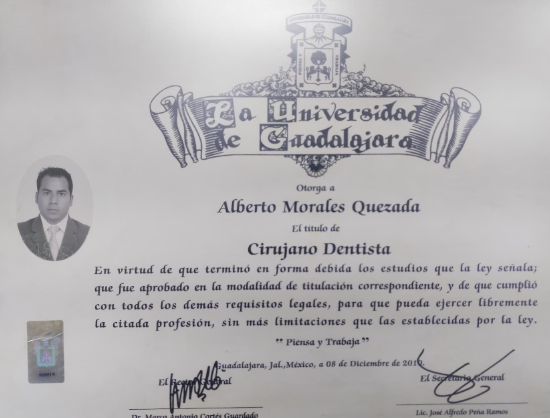 La Universidad
de Guadalajara
Otorga a
Alberto Morales Quezada
El título de
Cirujano Dentista
En virtud de que terminó en forma debida los estudios que la ley señala;
que fue aprobado en la modalidad de titulación correspondiente, y de que cumplió
con todos los demás requisitos legales, para que pueda ejercer libremente
la citada profesión, sin más limitaciones que las establecidas por la ley.
" Piensa y Trabaja "
Guadalajara, Jal.,México, a 08 de Diciembre de
El Rector General
El Secretario General
Dr. Marco Antonio Cortés Guardado
Lic. José Alfredo Peña Ramos